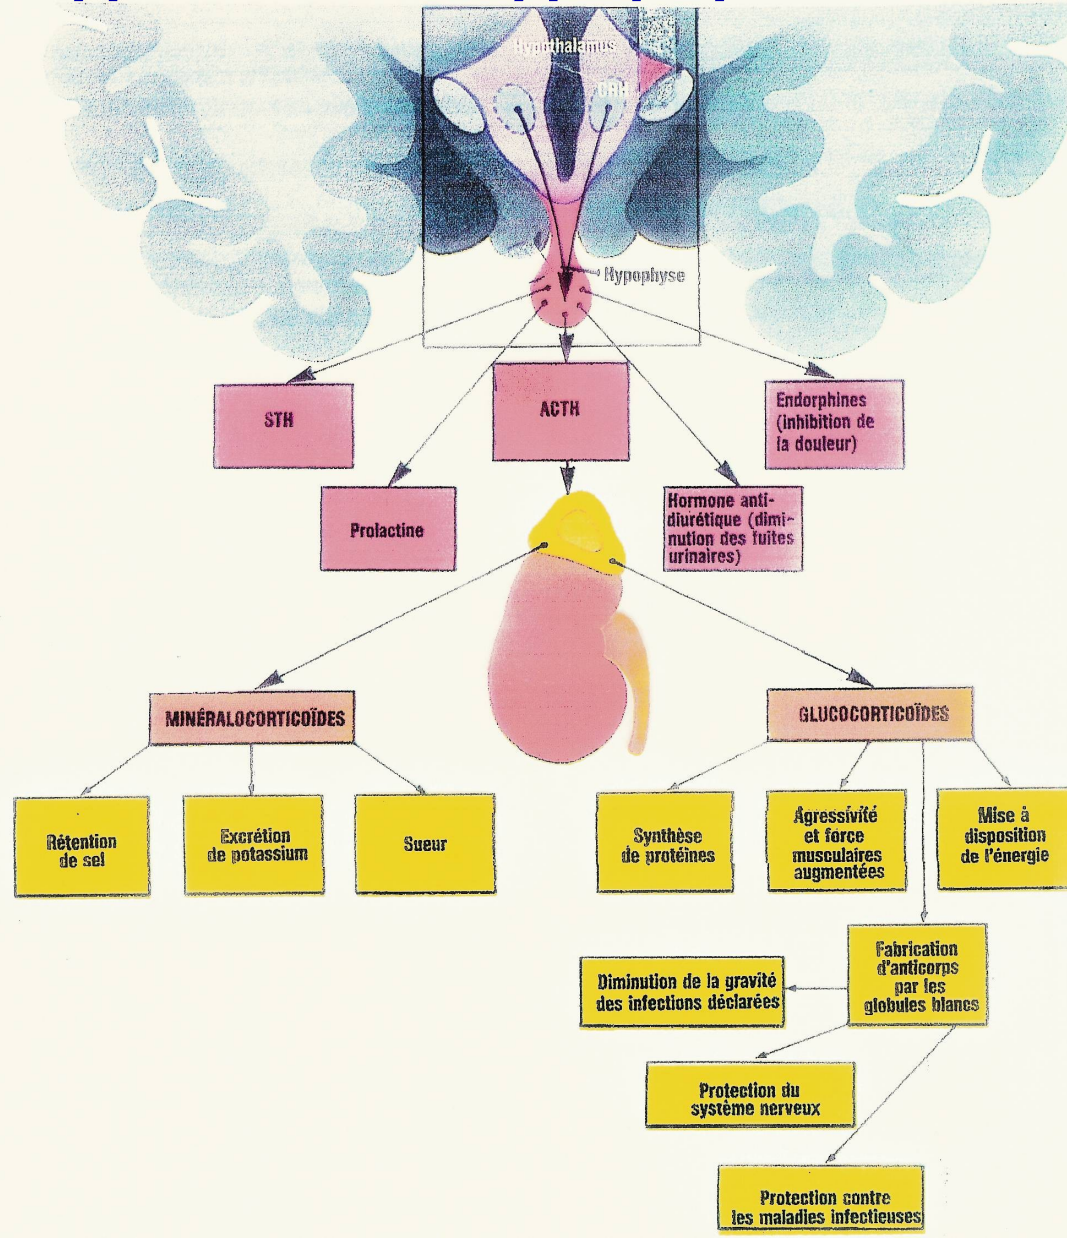 Hypothalamus
CRH
Hypophyse
STH
ACTH
Endorphines
(inhibition de
la douleur)
Prolactine
Hormone anti-
diurétique (dimi-
nution des fuites
urinaires)
MINÉRALOCORTICOÏDES
GLUCOCORTICOÏDES
Rétention
de sel
Excrétion
de potassium
Sueur
Synthèse
de protéines
Agressivité
et force
musculaires
augmentées
Mise à
disposition
de l'énergie
Fabrication
d'anticorps
par les
globules blancs
Diminution de la gravité
des infections déclarées
Protection du
système nerveux
Protection contre
les maladies infectieuses